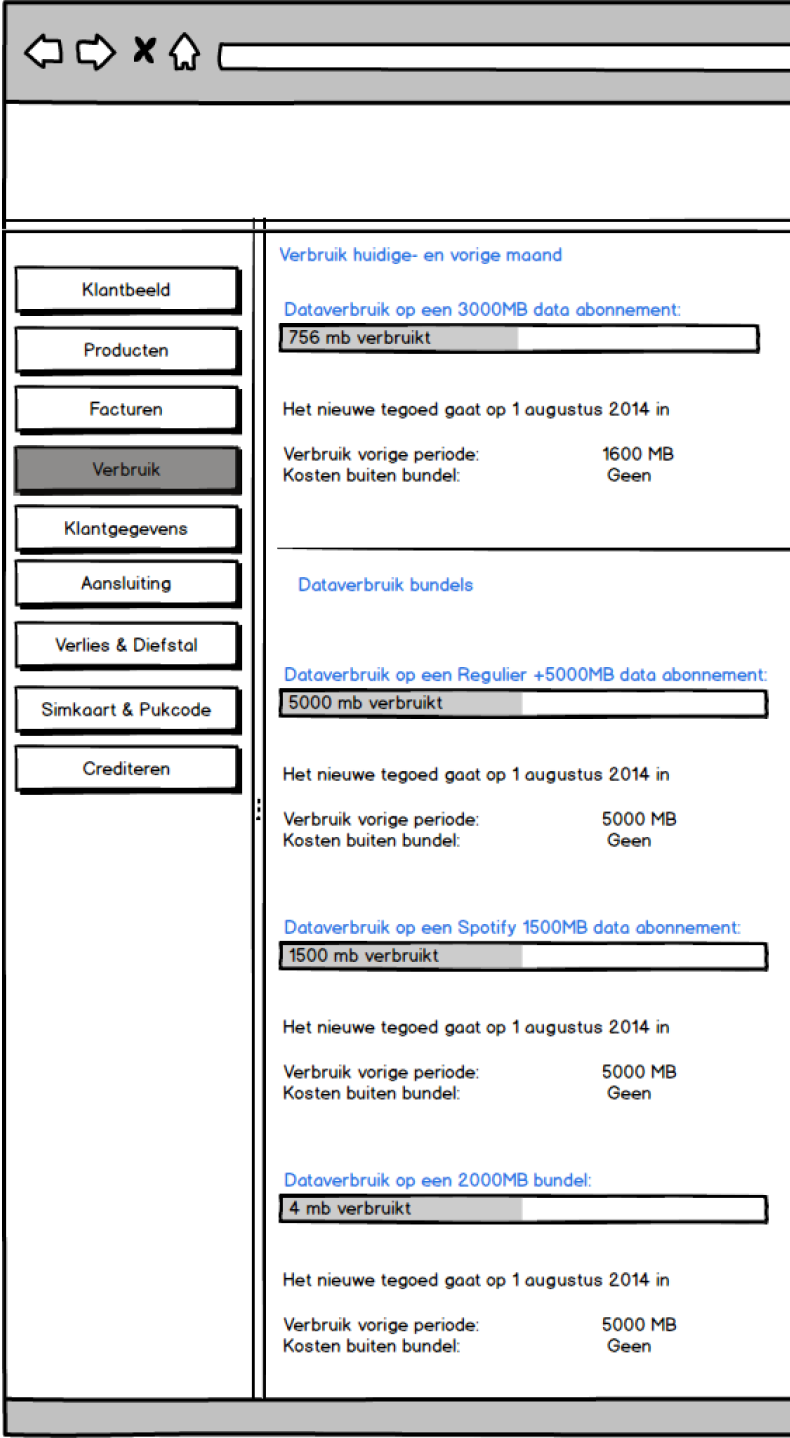 Klantbeeld
Producten
Facturen
Verbruik
Klantgegevens
Aansluiting
Verlies & Diefstal
Simkaart & Pukcode
Crediteren
Verbruik huidige- en vorige maand
Dataverbruik op een 3000MB data abonnement:
756 mb verbruikt
Het nieuwe tegoed gaat op 1 augustus 2014 in
Verbruik vorige periode: 1600 MB
Kosten buiten bundel: Geen
Dataverbruik bundels
Dataverbruik op een Regulier +5000MB data abonnement:
5000 mb verbruikt
Het nieuwe tegoed gaat op 1 augustus 2014 in
Verbruik vorige periode: 5000 MB
Kosten buiten bundel: Geen
Dataverbruik op een Spotify 1500MB data abonnement:
1500 mb verbruikt
Het nieuwe tegoed gaat op 1 augustus 2014 in
Verbruik vorige periode: 5000 MB
Kosten buiten bundel: Geen
Dataverbruik op een 2000MB bundel:
4 mb verbruikt
Het nieuwe tegoed gaat op 1 augustus 2014 in
Verbruik vorige periode: 5000 MB
Kosten buiten bundel: Geen